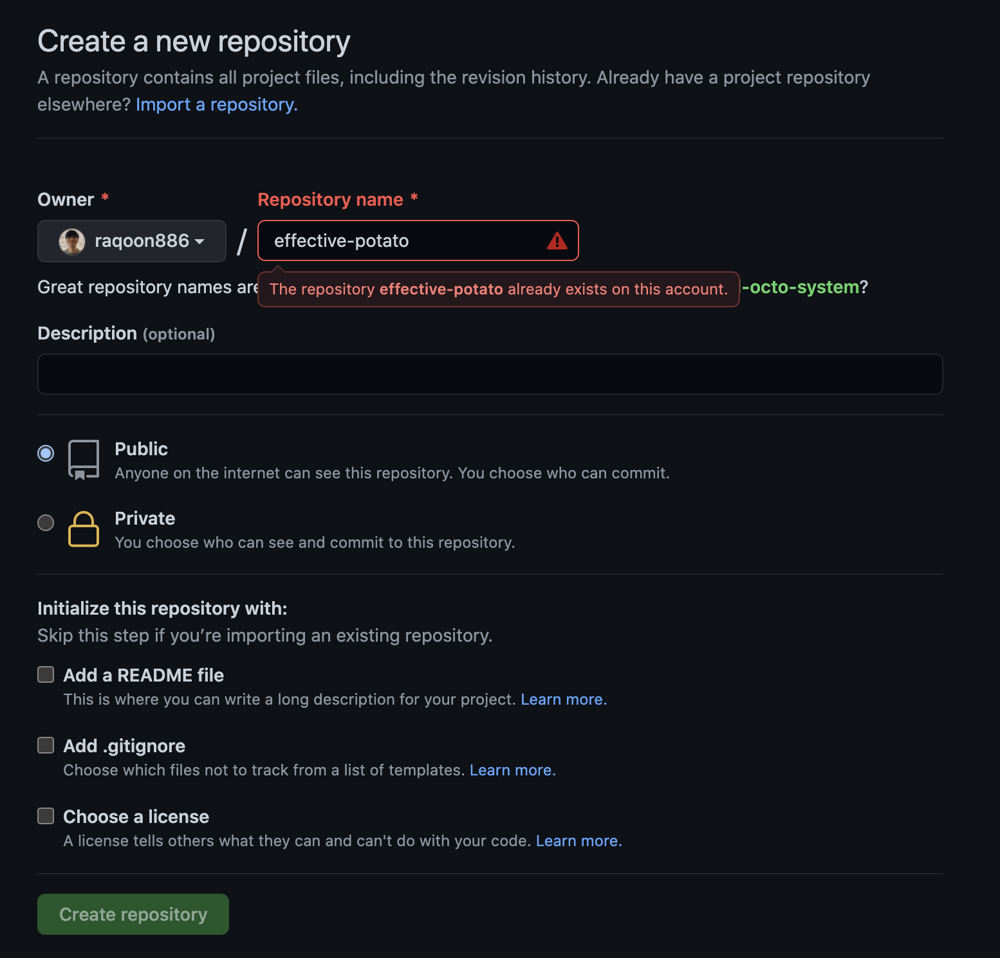 Create a new repository
A repository contains all project files, including the revision history. Already have a project repository
elsewhere? Import a repository.
Owner *
Repository name *
raqoon886
/
effective-potato
Great repository names are
The repository effective-potato already exists on this account.
-octo-system?
Description (optional)
Public
Anyone on the internet can see this repository. You choose who can commit.
Private
You choose who can see and commit to this repository.
Initialize this repository with:
Skip this step if you’re importing an existing repository.
Add a README file
This is where you can write a long description for your project. Learn more.
Add .gitignore
Choose which files not to track from a list of templates. Learn more.
Choose a license
A license tells others what they can and can't do with your code. Learn more.
Create repository